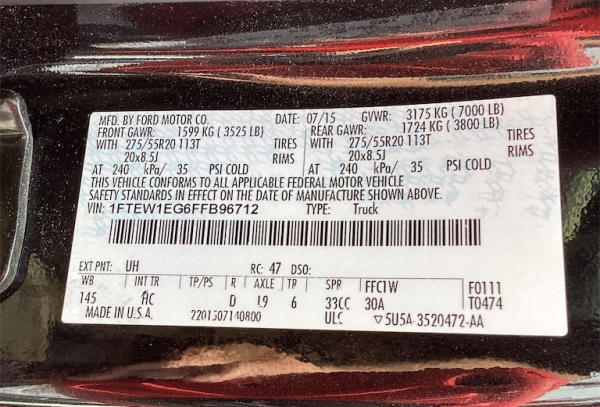 MFD. BY FORD MOTOR CO. DATE: 07/15 GVWR: 3175 KG ( 7000 LB)
FRONT GAWR: 1599 KG ( 3525 LB) REAR GAWR: 1724 KG ( 3800 LB)
WITH 275/55R20 113T TIRES WITH 275/55R20 113T TIRES
20x8.5J RIMS 20x8.5J RIMS
AT 240 kPa/ 35 PSI COLD AT 240 kPa/ 35 PSI COLD
THIS VEHICLE CONFORMS TO ALL APPLICABLE FEDERAL MOTOR VEHICLE
SAFETY STANDARDS IN EFFECT ON THE DATE OF MANUFACTURE SHOWN ABOVE.
VIN: 1FTEW1EG6FFB96712 TYPE: Truck
EXT PNT: UH RC: 47 DSO:
WB INT TR TP/PS R AXLE TR SPR FFC1W F0111
145 AC D L9 6 33CC 30A T0474
MADE IN U.S.A. 2201507140800 ULC ▽5U5A-3520472-AA